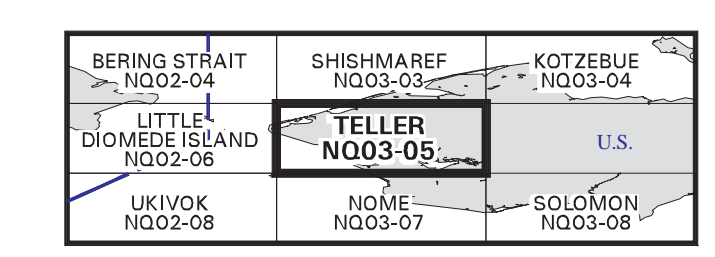 BERING STRAIT
NQ02-04
SHISHMAREF
NQ03-03
KOTZEBUE
NQ03-04
LITTLE
DIOMEDE ISLAND
NQ02-06
TELLER
NQ03-05
U.S.
UKIVOK
NQ02-08
NOME
NQ03-07
SOLOMON
NQ03-08